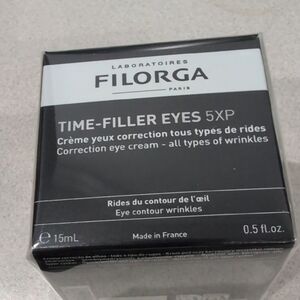 LABORATOIRES
FILORGA
PARIS
TIME-FILLER EYES 5XP
Crème yeux correction tous types de rides
Correction eye cream - all types of wrinkles
Rides du contour de l'œil
Eye contour wrinkles
e 15mL
Made in France
0.5 fl.oz.